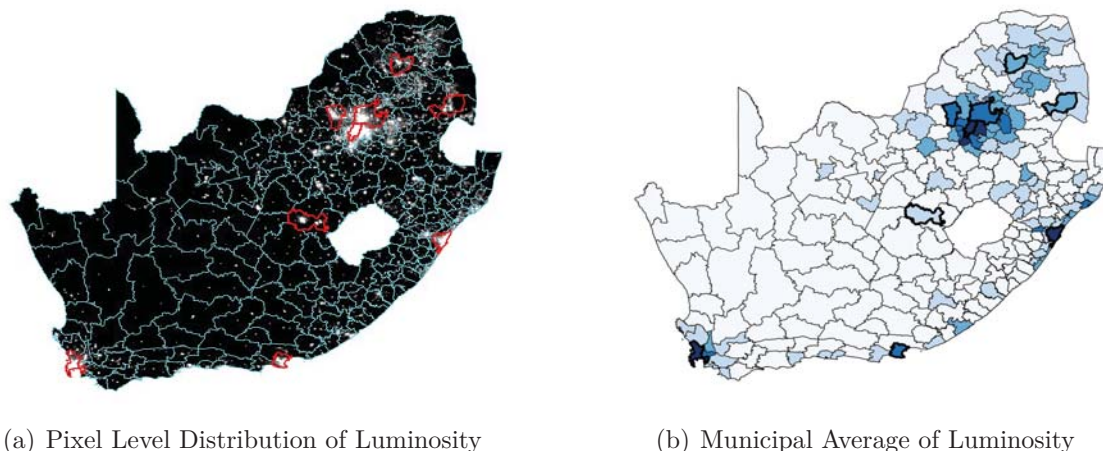 (a) Pixel Level Distribution of Luminosity
(b) Municipal Average of Luminosity